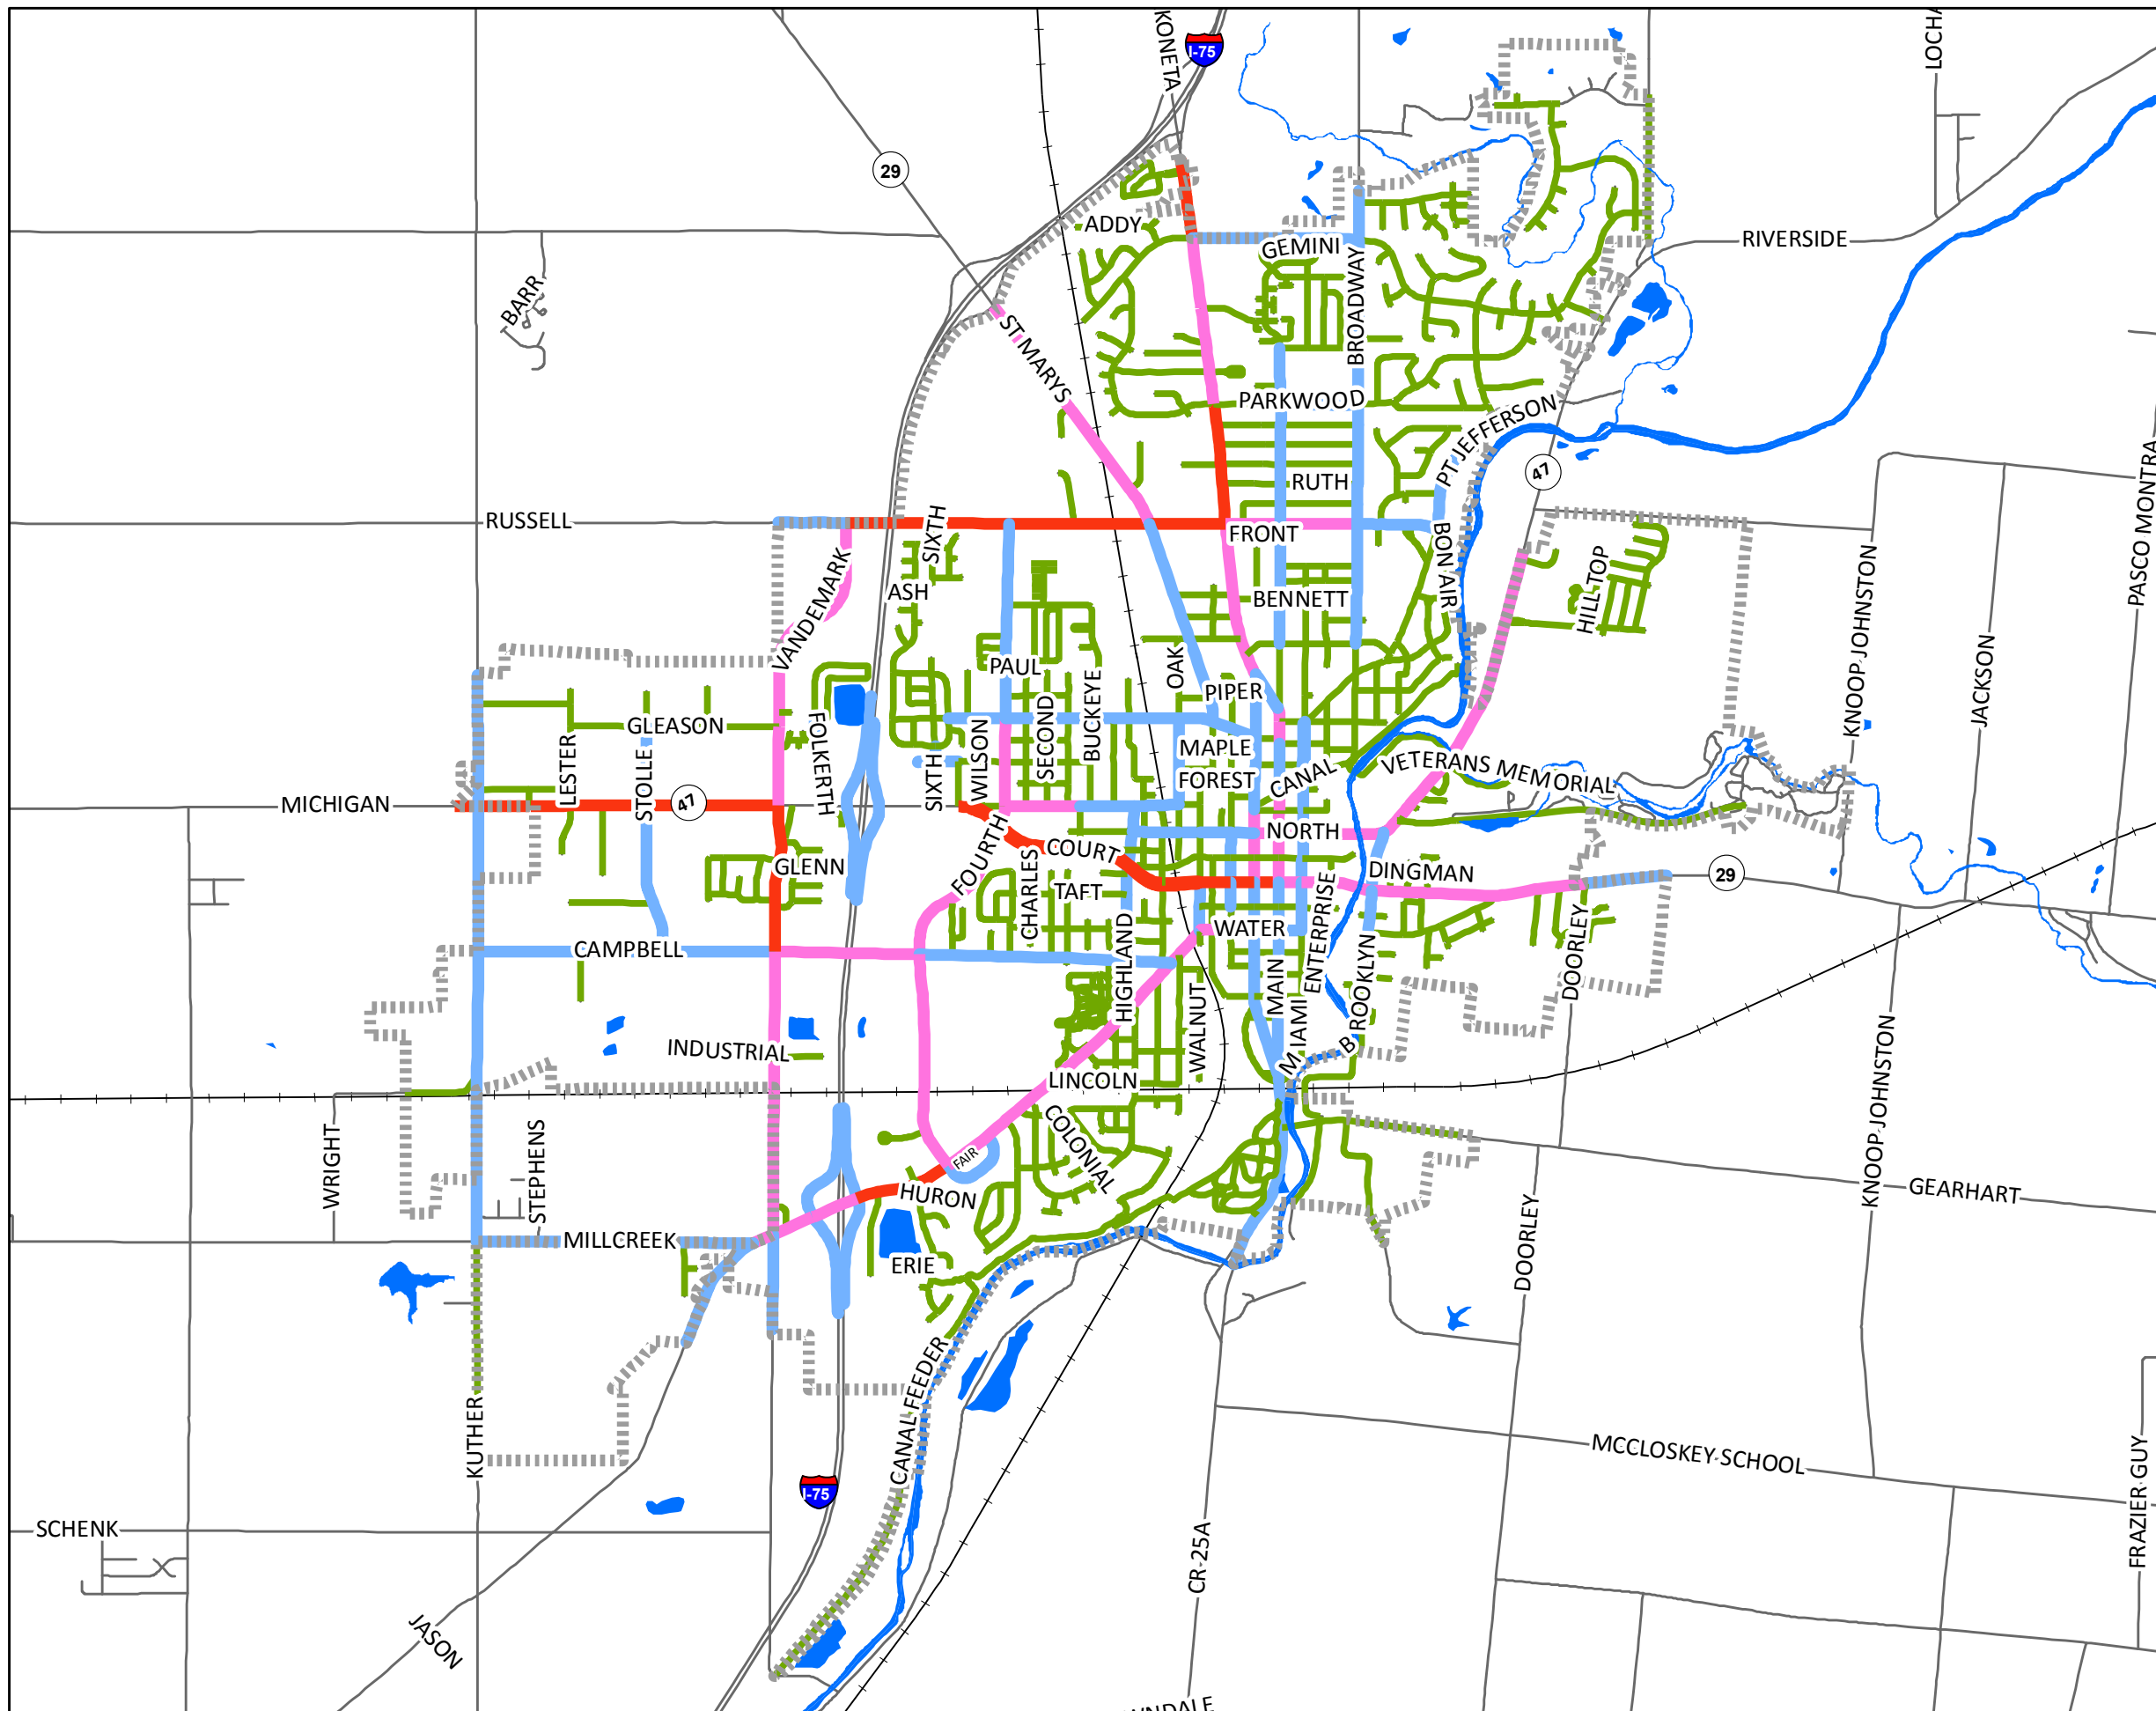 KONETA
I-75
LOCHA
29
ADDY
GEMINI
RIVERSIDE
BARR
BROADWAY
ST MARYS
PARKWOOD
PT JEFFERSON
47
RUTH
RUSSELL
SIXTH
FRONT
PASCO MONTRA
BON AIR
ASH
BENNETT
HILLTOP
KNOOP JOHNSTON
VANDEMARK
PAUL
OAK
JACKSON
PIPER
GLEASON
FOLKERTH
SECOND
BUCKEYE
WILSON
MAPLE
LESTER
STOLLE
SIXTH
FOREST
CANAL
VETERANS MEMORIAL
MICHIGAN
47
NORTH
FOURTH
COURT
GLENN
CHARLES
TAFT
DINGMAN
29
ENTERPRISE
WATER
CAMPBELL
HIGHLAND
DOORLEY
BROOKLYN
MAIN
WALNUT
MIAMI
INDUSTRIAL
KNOOP JOHNSTON
LINCOLN
COLONIAL
WRIGHT
STEPHENS
FAIR
HURON
GEARHART
MILLCREEK
DOORLEY
ERIE
CANAL FEEDER
KUTHER
MCCLOSKEY SCHOOL
I-75
FRAZIER GUY
SCHENK
CR-25A
JASON
NDALE